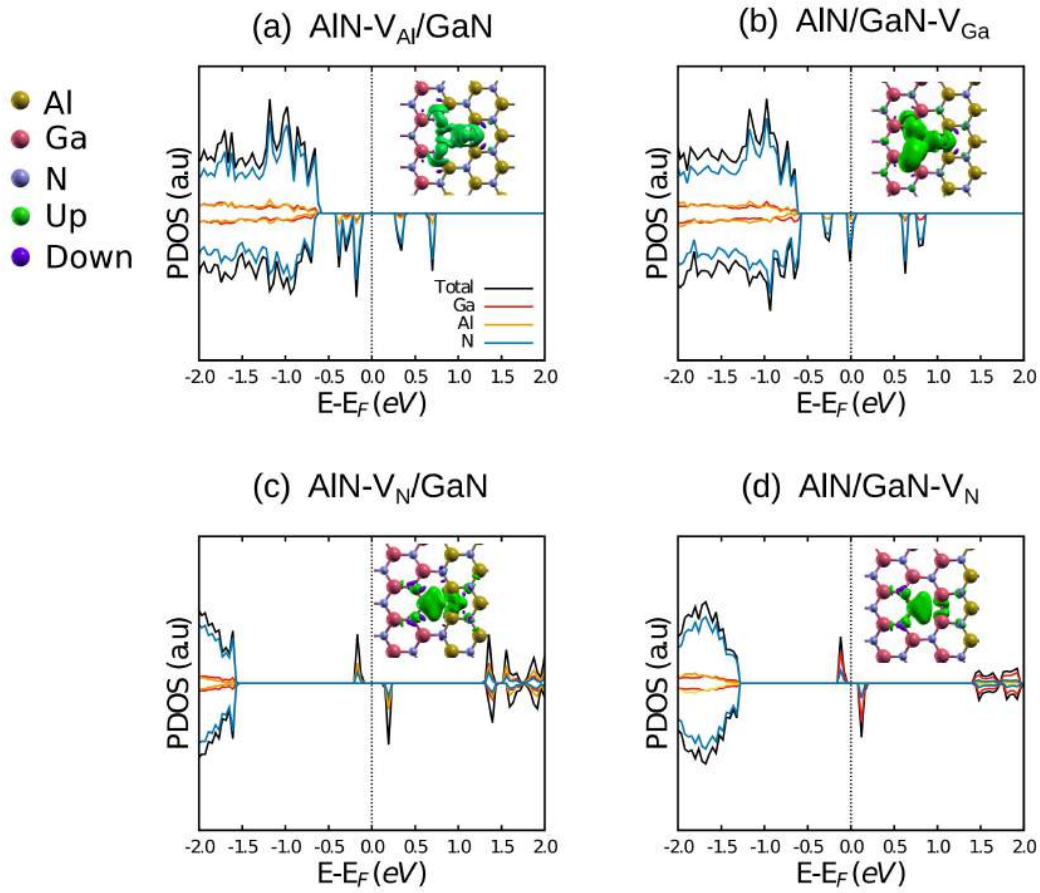 (a) AlN-V_Al/GaN
(b) AlN/GaN-V_Ga
Al
Ga
N
Up
Down
PDOS (a.u)
Total
Ga
Al
N
-2.0 -1.5 -1.0 -0.5 0.0 0.5 1.0 1.5 2.0
E-E_F (eV)
PDOS (a.u)
-2.0 -1.5 -1.0 -0.5 0.0 0.5 1.0 1.5 2.0
E-E_F (eV)
(c) AlN-V_N/GaN
(d) AlN/GaN-V_N
PDOS (a.u)
-2.0 -1.5 -1.0 -0.5 0.0 0.5 1.0 1.5 2.0
E-E_F (eV)
PDOS (a.u)
-2.0 -1.5 -1.0 -0.5 0.0 0.5 1.0 1.5 2.0
E-E_F (eV)